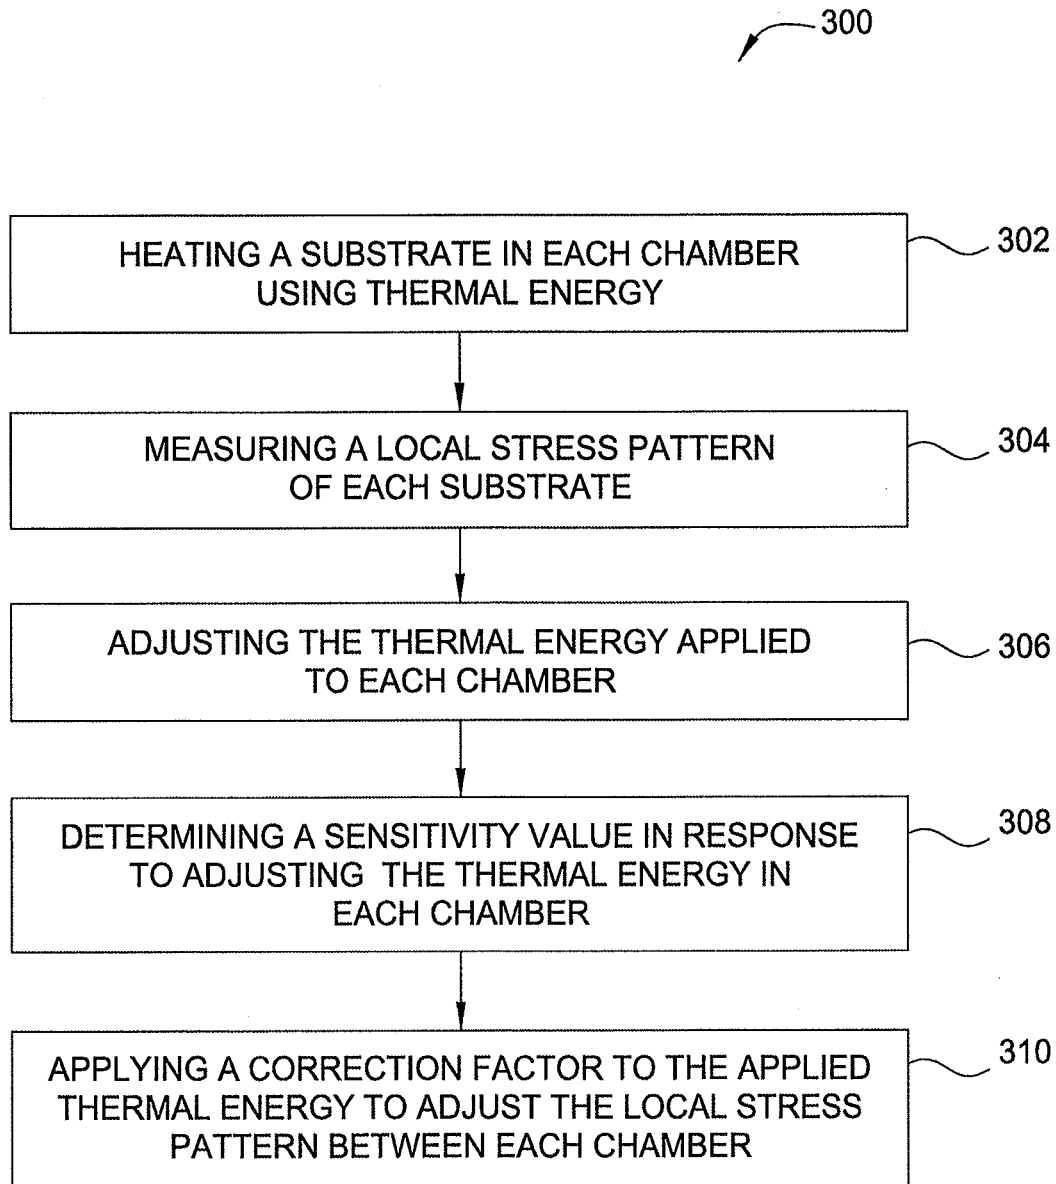 300
HEATING A SUBSTRATE IN EACH CHAMBER
USING THERMAL ENERGY
302
MEASURING A LOCAL STRESS PATTERN
OF EACH SUBSTRATE
304
ADJUSTING THE THERMAL ENERGY APPLIED
TO EACH CHAMBER
306
DETERMINING A SENSITIVITY VALUE IN RESPONSE
TO ADJUSTING THE THERMAL ENERGY IN
EACH CHAMBER
308
APPLYING A CORRECTION FACTOR TO THE APPLIED
THERMAL ENERGY TO ADJUST THE LOCAL STRESS
PATTERN BETWEEN EACH CHAMBER
310